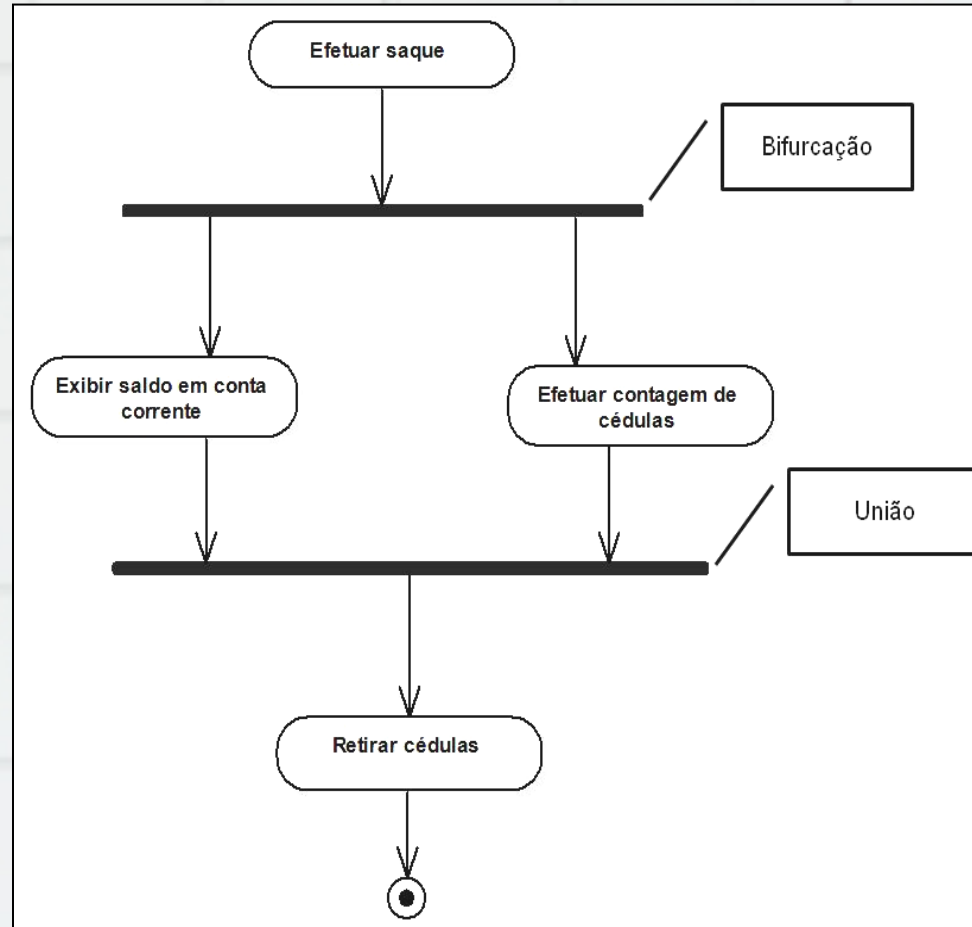 Efetuar saque
Bifurcação
Exibir saldo em conta
corrente
Efetuar contagem de
cédulas
União
Retirar cédulas